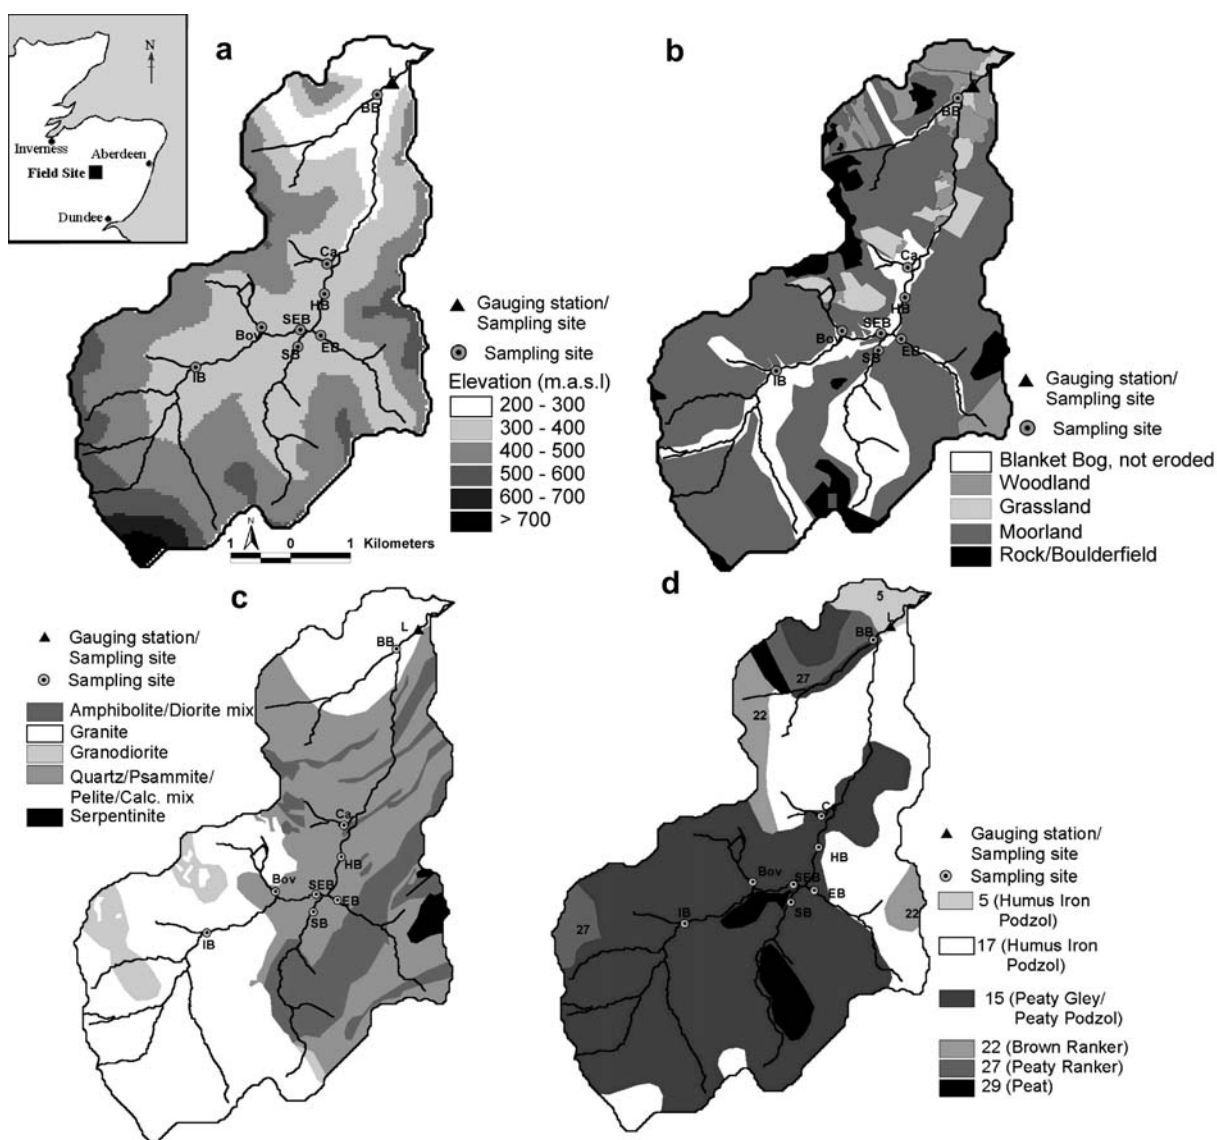 N
Inverness
Aberdeen
Field Site
Dundee
a
L
BB
Ca
HB
Bov
SEB
EB
SB
IB
Gauging station/
Sampling site
Sampling site
Elevation (m.a.s.l)
200 - 300
300 - 400
400 - 500
500 - 600
600 - 700
> 700
N
1 0 1 Kilometers
b
L
BB
Ca
HB
SEB
Bov
EB
SB
IB
Gauging station/
Sampling site
Sampling site
Blanket Bog, not eroded
Woodland
Grassland
Moorland
Rock/Boulderfield
c
L
BB
Gauging station/
Sampling site
Sampling site
Amphibolite/Diorite mix
Granite
Granodiorite
Quartz/Psammite/
Pelite/Calc. mix
Serpentinite
Ca
HB
Bov
SEB
EB
SB
IB
d
5
L
BB
27
22
C
HB
Bov
SEB
EB
SB
IB
22
27
Gauging station/
Sampling site
Sampling site
5 (Humus Iron
Podzol)
17 (Humus Iron
Podzol)
15 (Peaty Gley/
Peaty Podzol)
22 (Brown Ranker)
27 (Peaty Ranker)
29 (Peat)